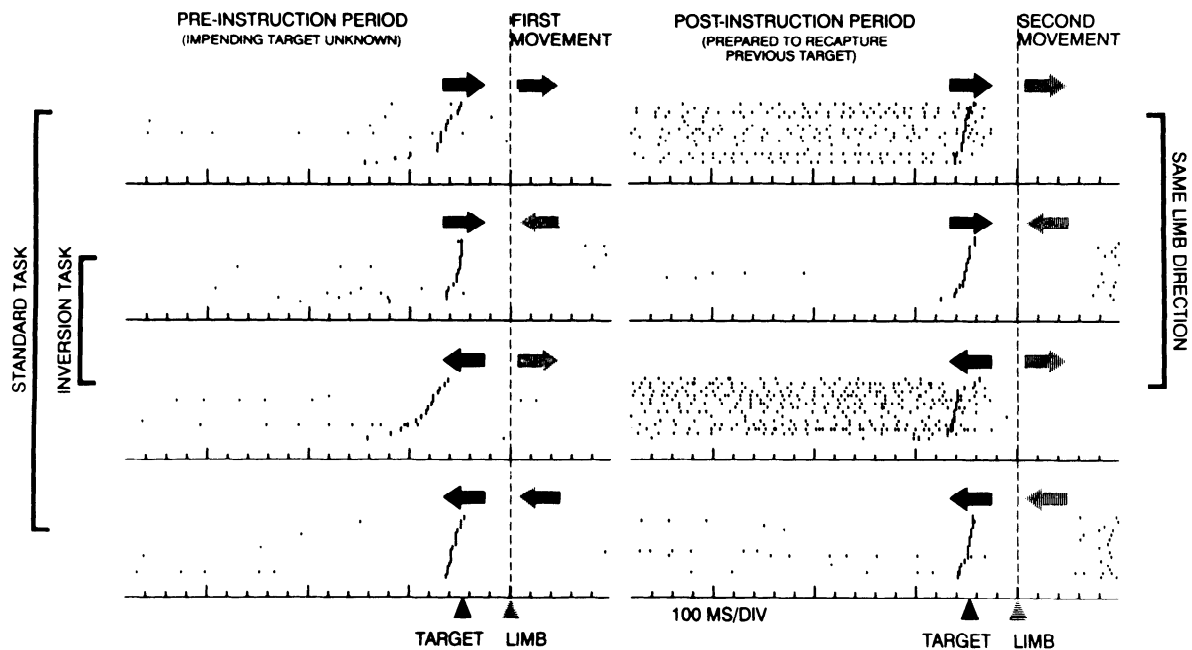 PRE-INSTRUCTION PERIOD
(IMPENDING TARGET UNKNOWN)
FIRST
MOVEMENT
POST-INSTRUCTION PERIOD
(PREPARED TO RECAPTURE
PREVIOUS TARGET)
SECOND
MOVEMENT
STANDARD TASK
INVERSION TASK
SAME LIMB DIRECTION
100 MS/DIV
TARGET
LIMB
TARGET
LIMB